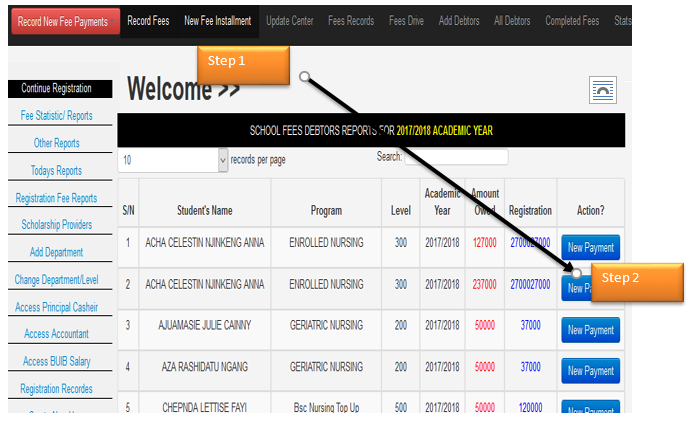 Record New Fee Payments Record Fees New Fee Installment Update Center Fees Records Fees Drive Add Debtors All Debtors Completed Fees Stats
Step 1
Continue Registration
Welcome >>
Fee Statistic/ Reports
SCHOOL FEES DEBTORS REPORTS FOR 2017/2018 ACADEMIC YEAR
Other Reports
10 records per page Search:
Todays Reports
Registration Fee Reports
Scholarship Providers
Add Department
Change Department/Level
Access Principal Casheir
Access Accountant
Access BUIB Salary
Registration Recordes
S/N Student's Name Program Level Academic Year Amount Owed Registration Action?
1 ACHA CELESTIN NJINKENG ANNA ENROLLED NURSING 300 2017/2018 127000 2700027000 New Payment
2 ACHA CELESTIN NJINKENG ANNA ENROLLED NURSING 300 2017/2018 237000 2700027000 New
Step 2
3 AJUAMASIE JULIE CAINNY GERIATRIC NURSING 200 2017/2018 50000 37000 New Payment
4 AZA RASHIDATU NGANG GERIATRIC NURSING 200 2017/2018 50000 37000 New Payment
5 CHEPNDA LETTISE FAYI Bsc Nursing Top Up 500 2017/2018 50000 120000 New Payment